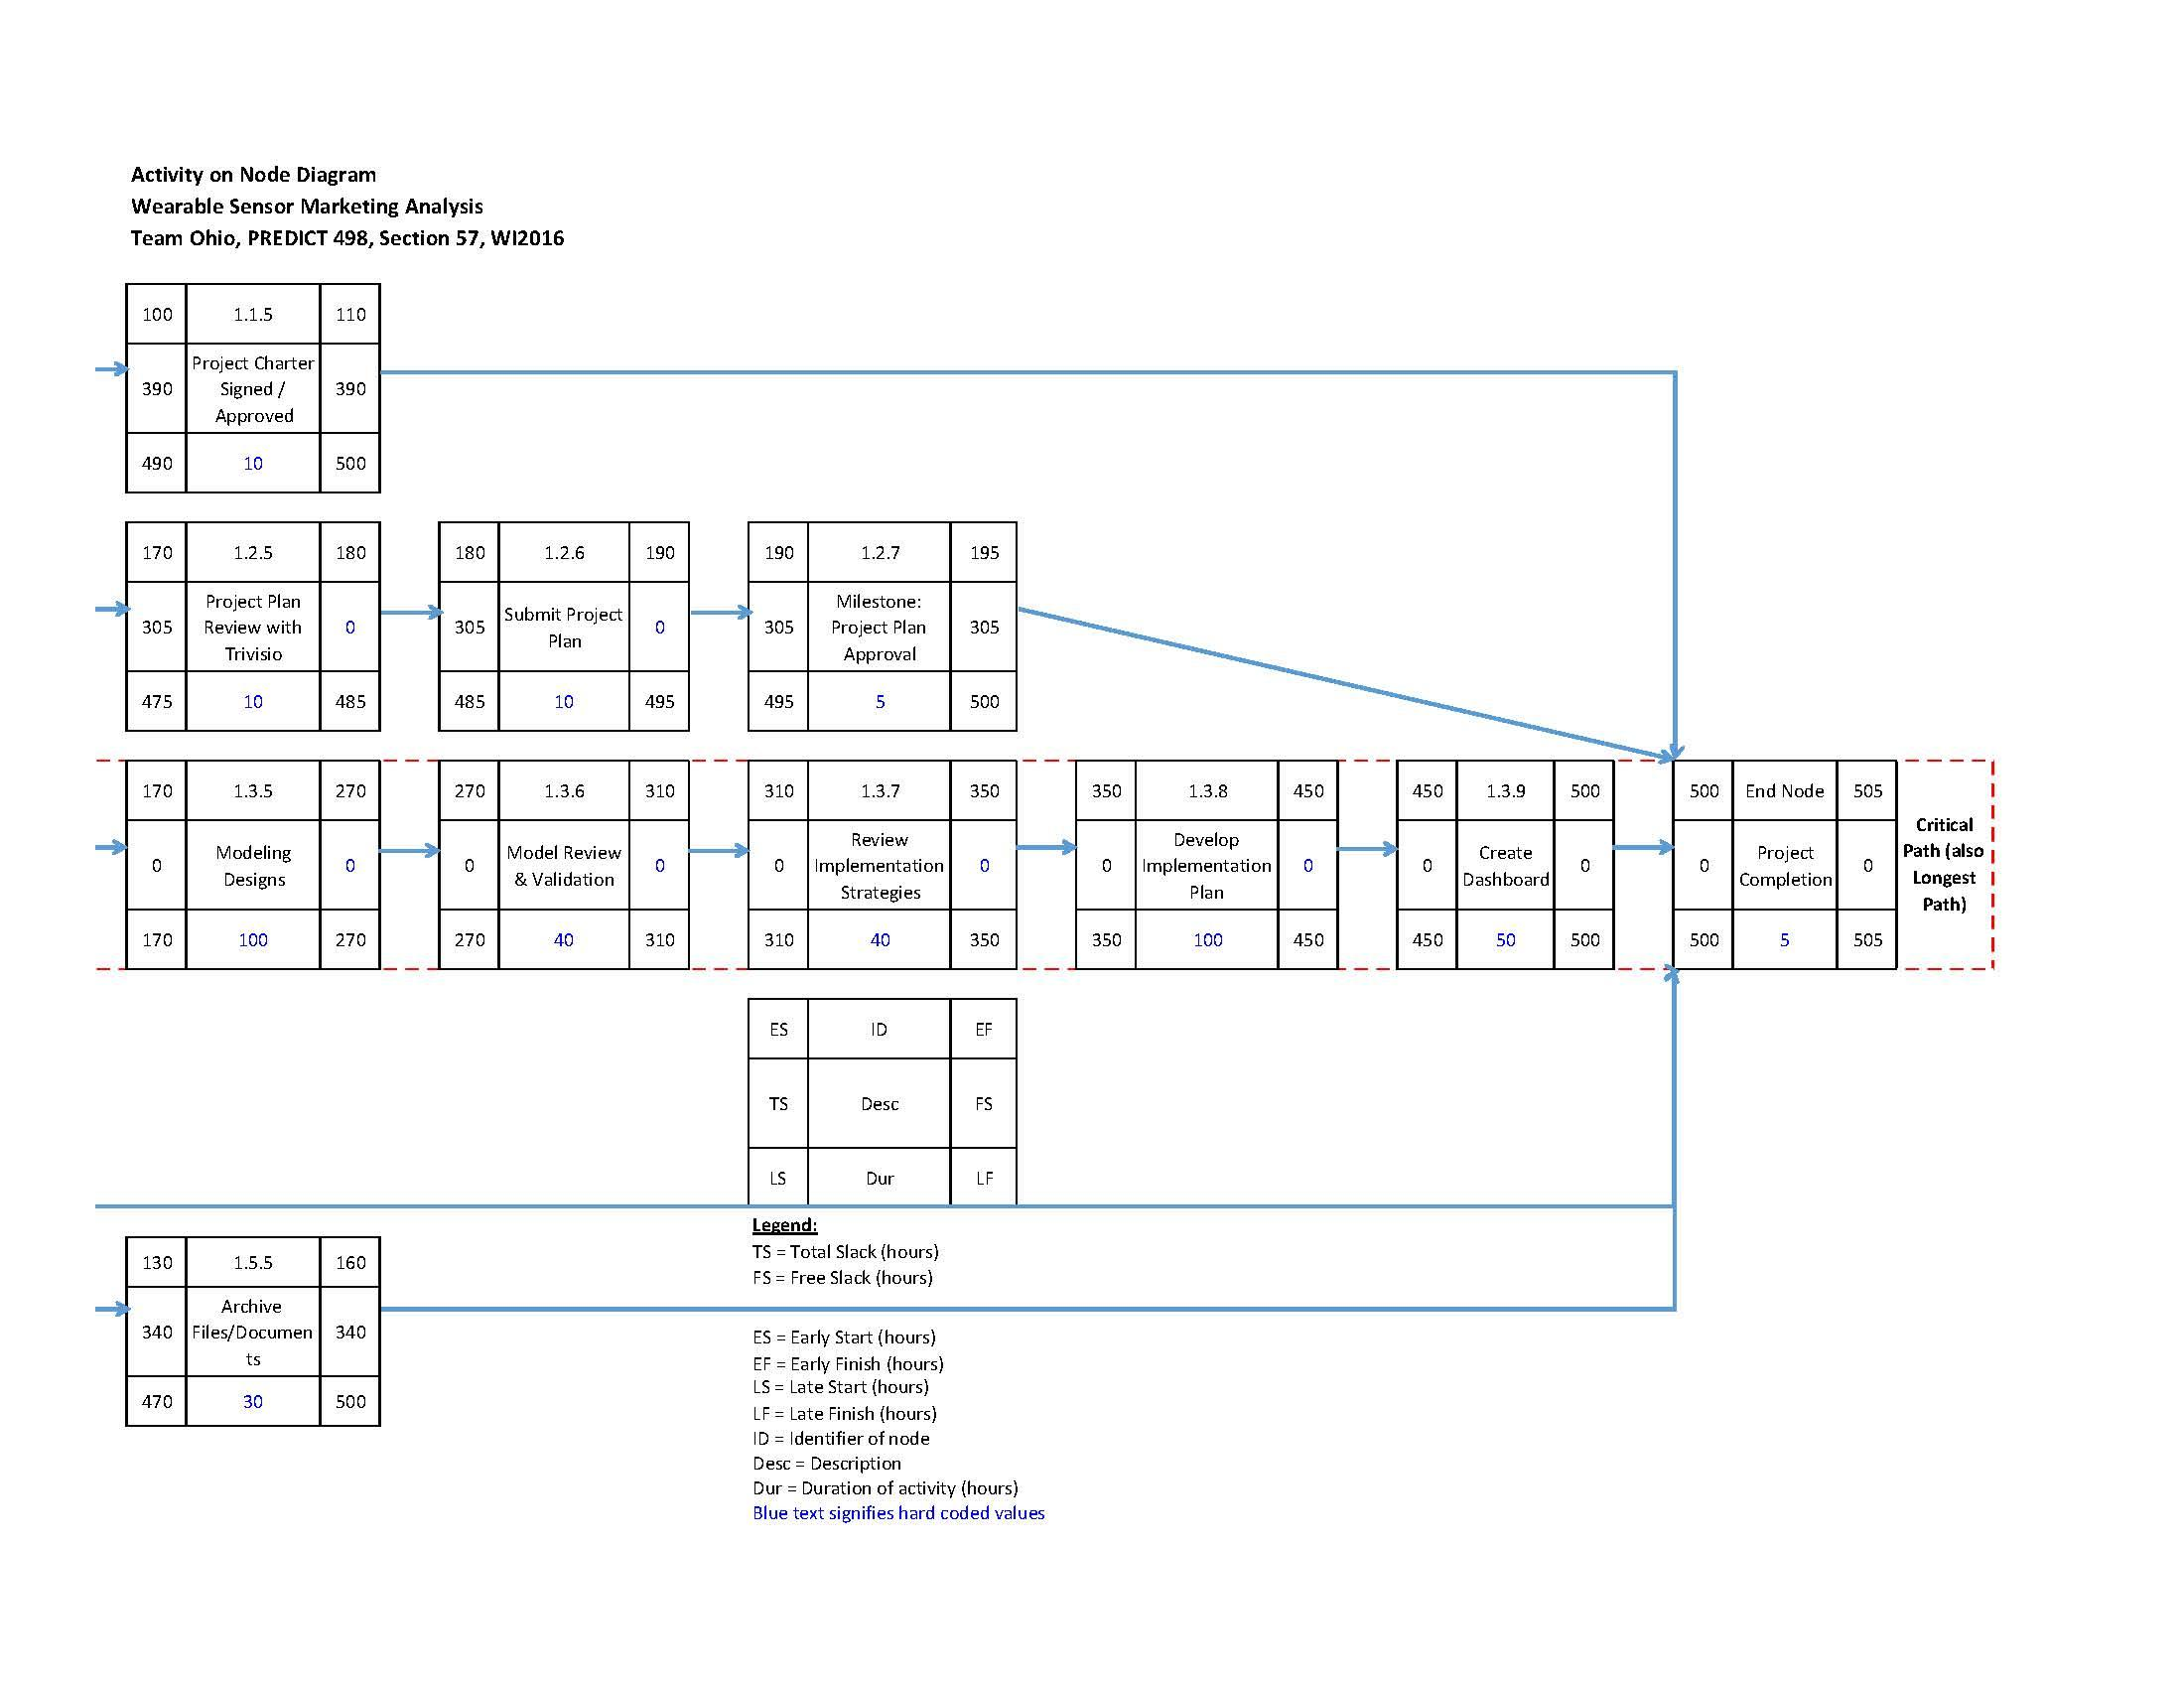 Activity on Node Diagram
Wearable Sensor Marketing Analysis
Team Ohio, PREDICT 498, Section 57, WI2016
100 1.1.5 110
390 Project Charter Signed / Approved 390
490 10 500
170 1.2.5 180
305 Project Plan Review with Trivisio 0
475 10 485
180 1.2.6 190
305 Submit Project Plan 0
485 10 495
190 1.2.7 195
305 Milestone: Project Plan Approval 305
495 5 500
170 1.3.5 270
0 Modeling Designs 0
170 100 270
270 1.3.6 310
0 Model Review & Validation 0
270 40 310
310 1.3.7 350
0 Review Implementation Strategies 0
310 40 350
350 1.3.8 450
0 Develop Implementation Plan 0
350 100 450
450 1.3.9 500
0 Create Dashboard 0
450 50 500
500 End Node 505
0 Project Completion 0
500 5 505
Critical
Path (also
Longest
Path)
ES ID EF
TS Desc FS
LS Dur LF
Legend:
TS = Total Slack (hours)
FS = Free Slack (hours)
130 1.5.5 160
340 Archive Files/Documen ts 340
470 30 500
ES = Early Start (hours)
EF = Early Finish (hours)
LS = Late Start (hours)
LF = Late Finish (hours)
ID = Identifier of node
Desc = Description
Dur = Duration of activity (hours)
Blue text signifies hard coded values